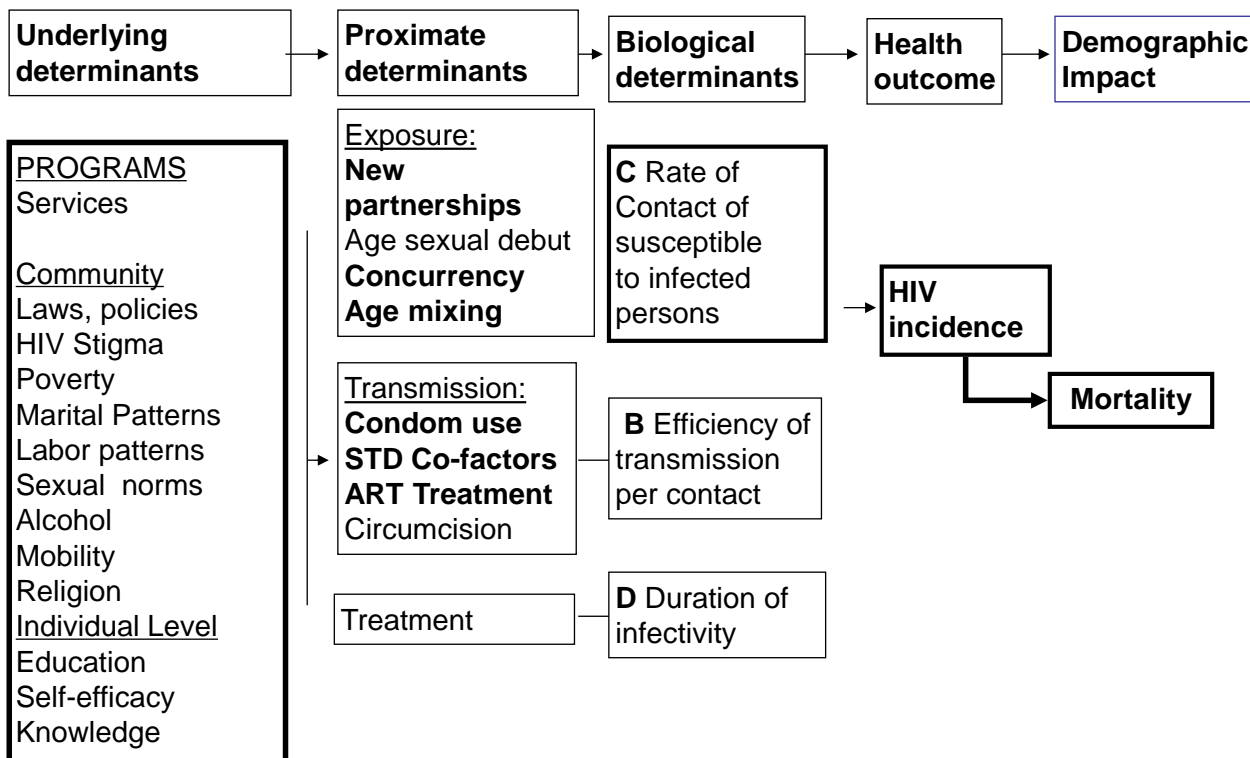 Underlying
determinants
Proximate
determinants
Biological
determinants
Health
outcome
Demographic
Impact
PROGRAMS
Services
Community
Laws, policies
HIV Stigma
Poverty
Marital Patterns
Labor patterns
Sexual norms
Alcohol
Mobility
Religion
Individual Level
Education
Self-efficacy
Knowledge
Exposure:
New
partnerships
Age sexual debut
Concurrency
Age mixing
Transmission:
Condom use
STD Co-factors
ART Treatment
Circumcision
Treatment
C Rate of
Contact of
susceptible
to infected
persons
B Efficiency of
transmission
per contact
D Duration of
infectivity
HIV
incidence
Mortality